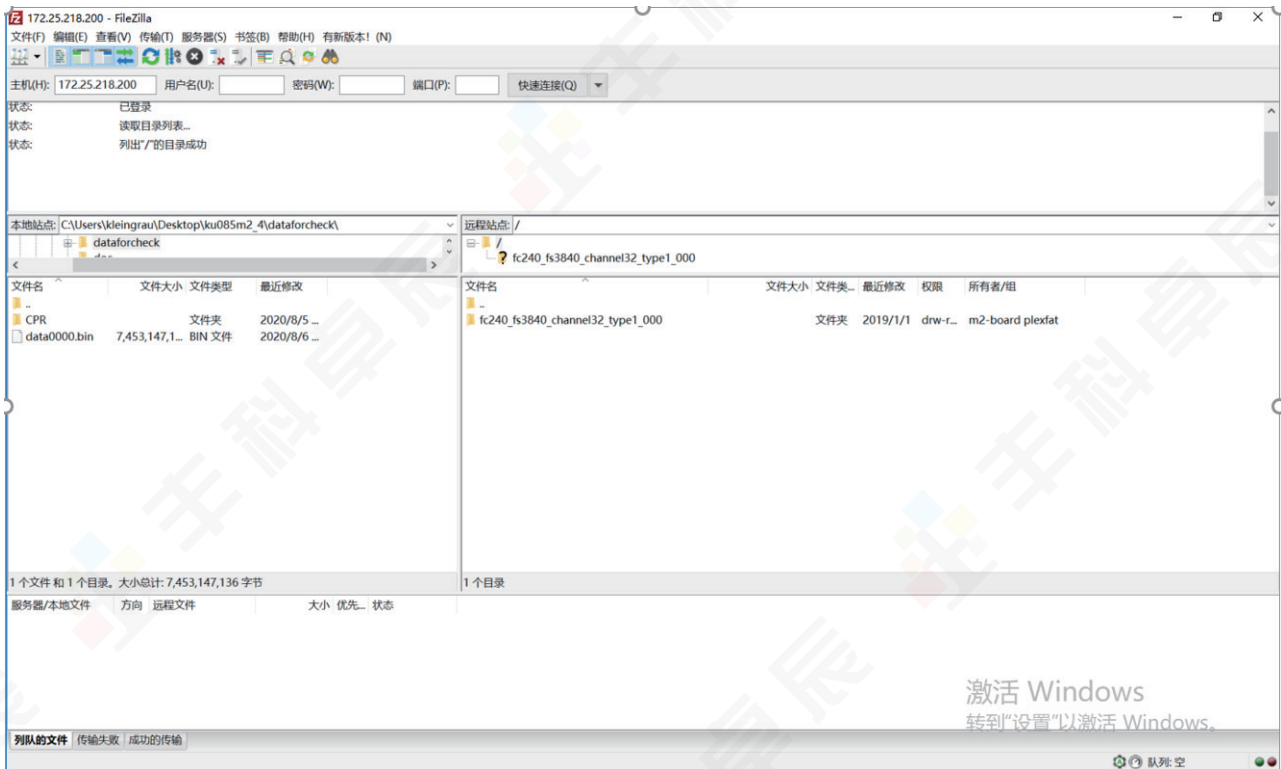 172.25.218.200 - FileZilla
文件(F) 编辑(E) 查看(V) 传输(T) 服务器(S) 书签(B) 帮助(H) 有新版本! (N)
主机(H): 172.25.218.200 用户名(U): 密码(W): 端口(P): 快速连接(Q)
状态: 已登录
状态: 读取目录列表...
状态: 列出"/"的目录成功
本地站点: C:\Users\kleingrau\Desktop\ku085m2_4\dataforcheck\
dataforcheck
远程站点: /
/
fc240_fs3840_channel32_type1_000
文件名 文件大小 文件类型 最近修改
..
CPR 文件夹 2020/8/5 ...
data0000.bin 7,453,147,1... BIN 文件 2020/8/6 ...
1 个文件 和 1 个目录。大小总计: 7,453,147,136 字节
文件名 文件大小 文件类... 最近修改 权限 所有者/组
..
fc240_fs3840_channel32_type1_000 文件夹 2019/1/1 drw-r... m2-board plexfat
1 个目录
服务器/本地文件 方向 远程文件 大小 优先... 状态
激活 Windows
转到"设置"以激活 Windows。
列队的文件 传输失败 成功的传输
队列: 空
丰科卓辰
丰科卓辰